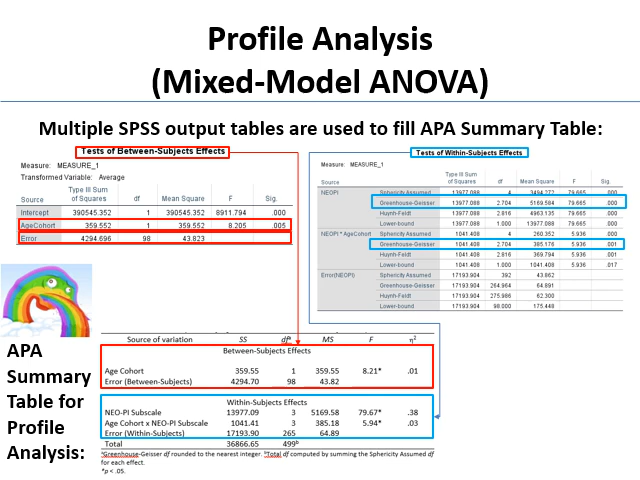 Profile Analysis
(Mixed-Model ANOVA)
Multiple SPSS output tables are used to fill APA Summary Table:
Tests of Between-Subjects Effects
Measure: MEASURE_1
Transformed Variable: Average
Source Type III Sum of Squares df Mean Square F Sig.
Intercept 390545.352 1 390545.352 8911.794 .000
AgeCohort 359.552 1 359.552 8.205 .005
Error 4294.696 98 43.823
Tests of Within-Subjects Effects
Measure: MEASURE_1
Source Type III Sum of Squares df Mean Square F Sig.
NEOPI Sphericity Assumed 13977.088 4 3494.272 79.665 .000
Greenhouse-Geisser 13977.088 2.704 5169.584 79.665 .000
Huynh-Feldt 13977.088 2.816 4963.135 79.665 .000
Lower-bound 13977.088 1.000 13977.088 79.665 .000
NEOPI * AgeCohort Sphericity Assumed 1041.408 4 260.352 5.936 .000
Greenhouse-Geisser 1041.408 2.704 385.176 5.936 .001
Huynh-Feldt 1041.408 2.816 369.794 5.936 .001
Lower-bound 1041.408 1.000 1041.408 5.936 .017
Error(NEOPI) Sphericity Assumed 17193.904 392 43.862
Greenhouse-Geisser 17193.904 264.964 64.891
Huynh-Feldt 17193.904 275.986 62.300
Lower-bound 17193.904 98.000 175.448
APA
Summary
Table for
Profile
Analysis:
Source of variation SS dfª MS F η²
Between-Subjects Effects
Age Cohort 359.55 1 359.55 8.21* .01
Error (Between-Subjects) 4294.70 98 43.82
Within-Subjects Effects
NEO-PI Subscale 13977.09 3 5169.58 79.67* .38
Age Cohort x NEO-PI Subscale 1041.41 3 385.18 5.94* .03
Error (Within-Subjects) 17193.90 265 64.89
Total 36866.65 499ᵇ
ªGreenhouse-Geisser df rounded to the nearest integer. ᵇTotal df computed by summing the Sphericity Assumed df
for each effect.
*p < .05.